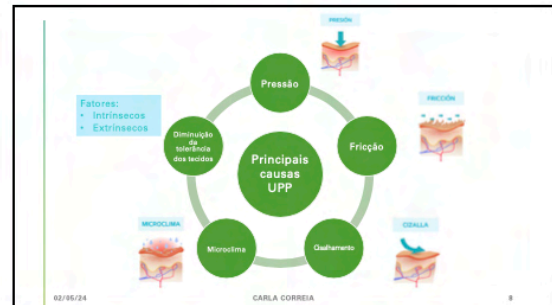 PRESIÓN
Pressão
FRICCIÓN
Fatores:
• Intrínsecos
• Extrínsecos
Diminuição
da
tolerância
dos tecidos
Fricção
Principais
causas
UPP
MICROCLIMA
CIZALLA
Microclima
Cisalhamento
02/05/24
CARLA CORREIA
8